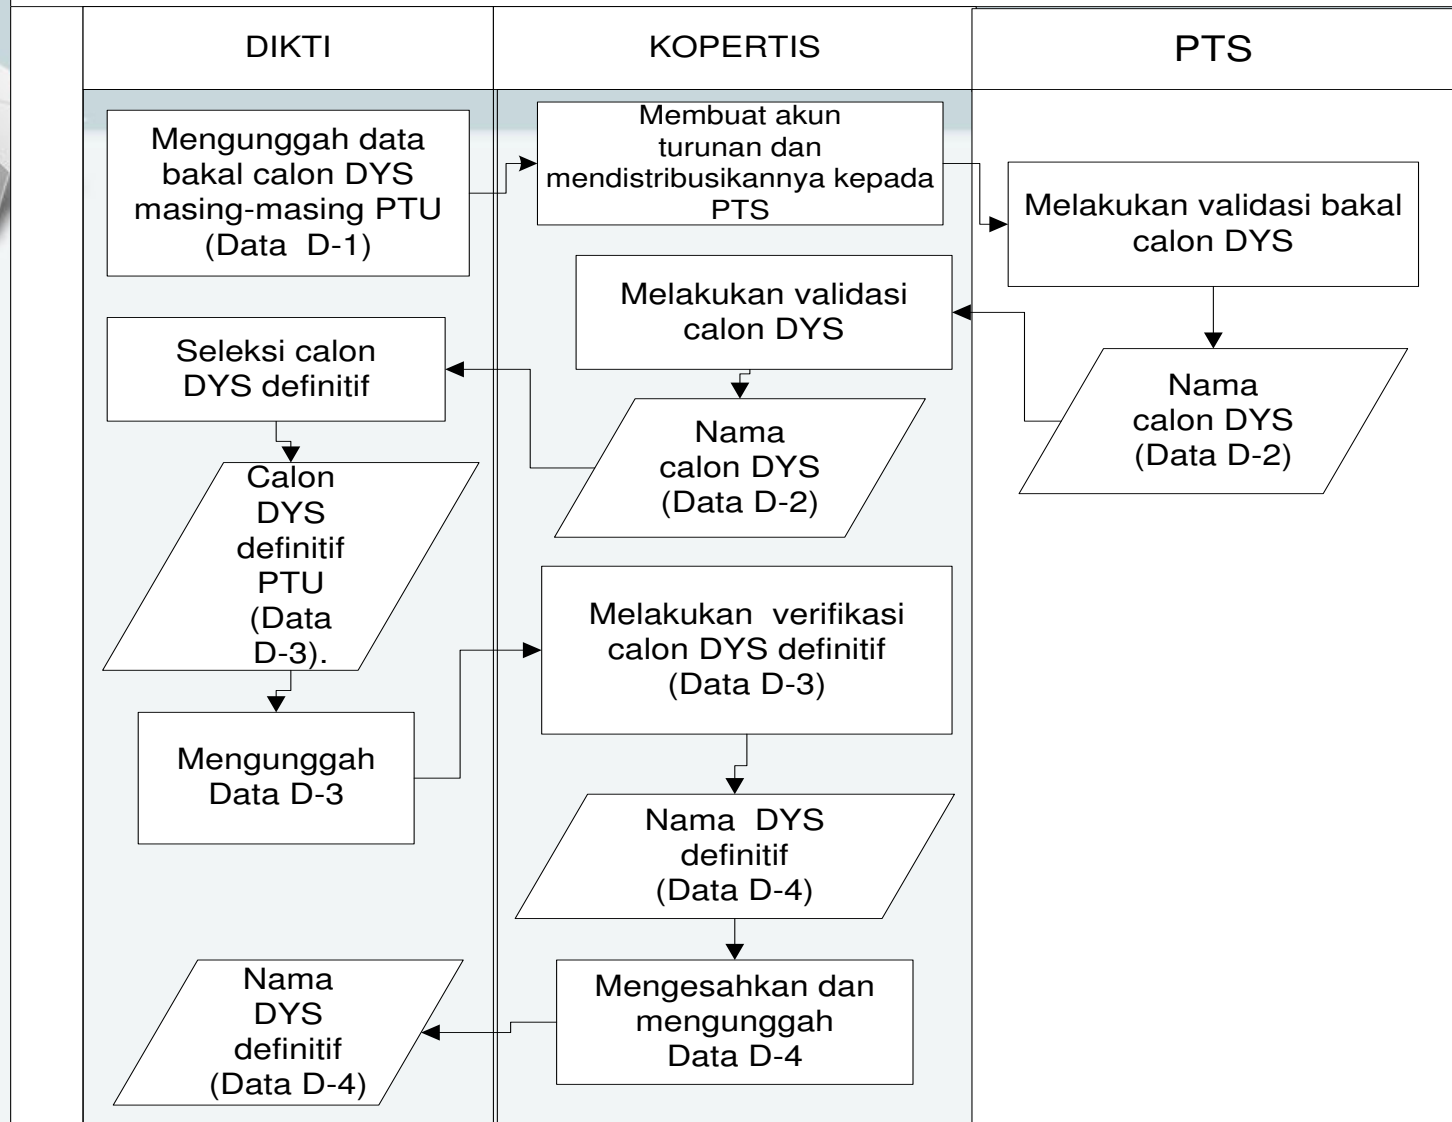 DIKTI
KOPERTIS
PTS
Mengunggah data
bakal calon DYS
masing-masing PTU
(Data D-1)
Membuat akun
turunan dan
mendistribusikannya kepada
PTS
Melakukan validasi bakal
calon DYS
Nama
calon DYS
(Data D-2)
Melakukan validasi
calon DYS
Nama
calon DYS
(Data D-2)
Seleksi calon
DYS definitif
Calon
DYS
definitif
PTU
(Data
D-3).
Mengunggah
Data D-3
Melakukan verifikasi
calon DYS definitif
(Data D-3)
Nama DYS
definitif
(Data D-4)
Mengesahkan dan
mengunggah
Data D-4
Nama
DYS
definitif
(Data D-4)